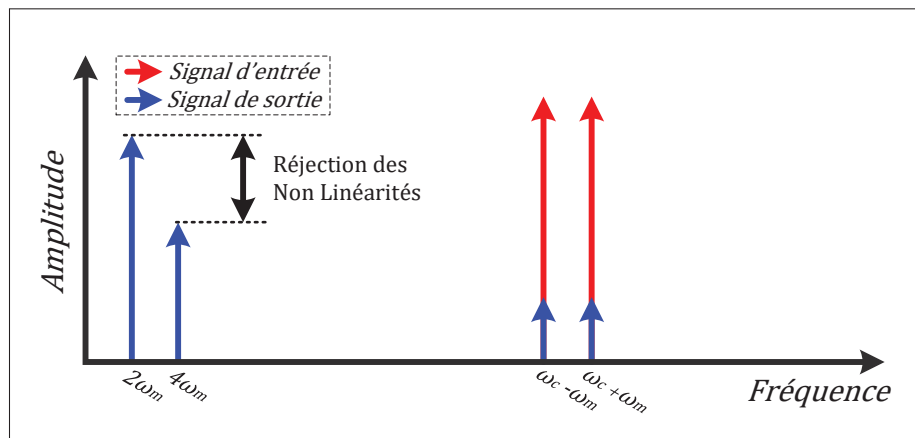 Signal d'entrée
Signal de sortie
Réjection des
Non Linéarités
Amplitude
2ωm
4ωm
ωc -ωm
ωc +ωm
Fréquence